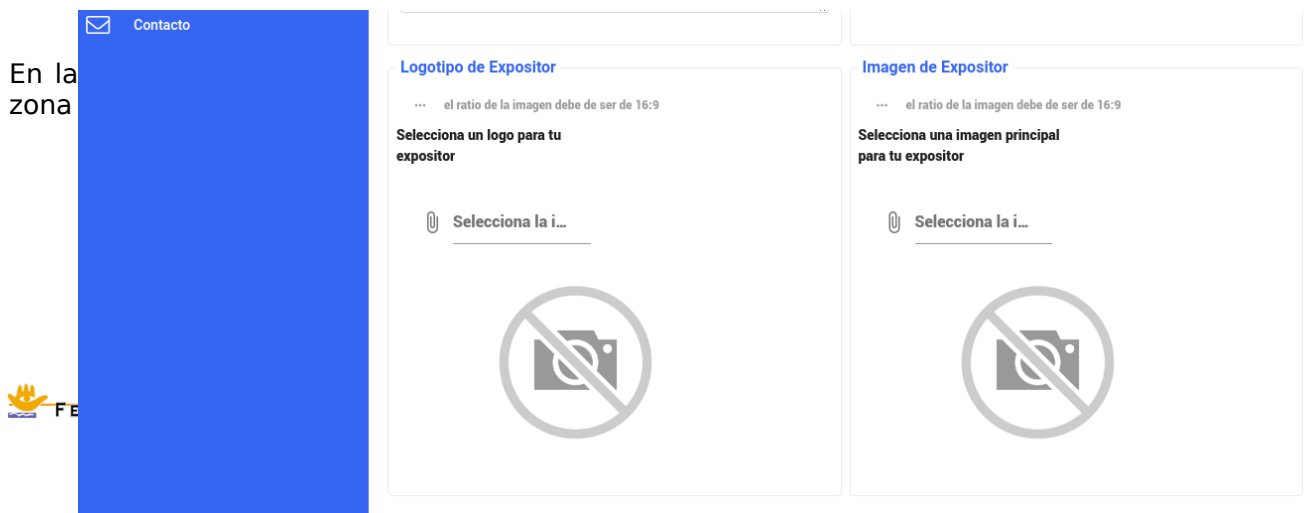 Contacto
En la
zona
Logotipo de Expositor
... el ratio de la imagen debe de ser de 16:9
Selecciona un logo para tu
expositor
Selecciona la i...
Imagen de Expositor
... el ratio de la imagen debe de ser de 16:9
Selecciona una imagen principal
para tu expositor
Selecciona la i...
FE